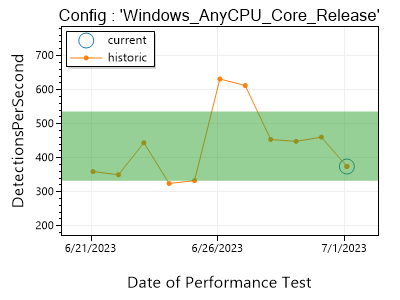 Config : 'Windows_AnyCPU_Core_Release'
current
historic
700
600
500
400
300
200
DetectionsPerSecond
6/21/2023
6/26/2023
7/1/2023
Date of Performance Test